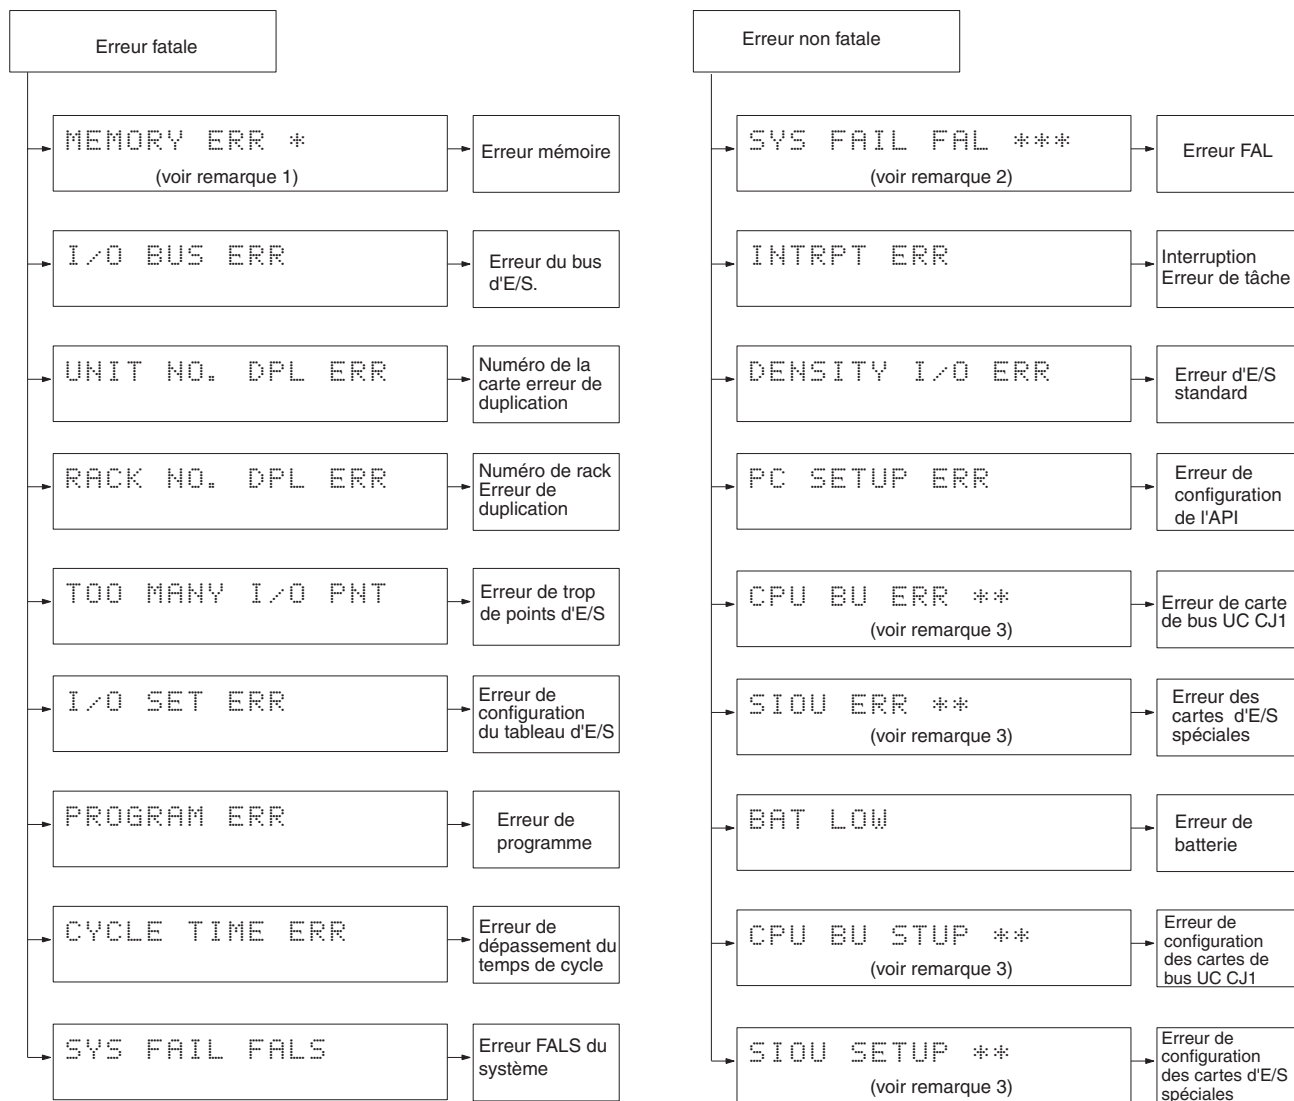 Erreur fatale
MEMORY ERR *
(voir remarque 1)
Erreur mémoire
I/O BUS ERR
Erreur du bus
d'E/S.
UNIT NO. DPL ERR
Numéro de la
carte erreur de
duplication
RACK NO. DPL ERR
Numéro de rack
Erreur de
duplication
TOO MANY I/O PNT
Erreur de trop
de points d'E/S
I/O SET ERR
Erreur de
configuration
du tableau d'E/S
PROGRAM ERR
Erreur de
programme
CYCLE TIME ERR
Erreur de
dépassement du
temps de cycle
SYS FAIL FALS
Erreur FALS du
système
Erreur non fatale
SYS FAIL FAL ***
(voir remarque 2)
Erreur FAL
INTRPT ERR
Interruption
Erreur de tâche
DENSITY I/O ERR
Erreur d'E/S
standard
PC SETUP ERR
Erreur de
configuration
de l'API
CPU BU ERR **
(voir remarque 3)
Erreur de carte
de bus UC CJ1
SIOU ERR **
(voir remarque 3)
Erreur des
cartes d'E/S
spéciales
BAT LOW
Erreur de
batterie
CPU BU STUP **
(voir remarque 3)
Erreur de
configuration
des cartes de
bus UC CJ1
SIOU SETUP **
(voir remarque 3)
Erreur de
configuration
des cartes d'E/S
spéciales